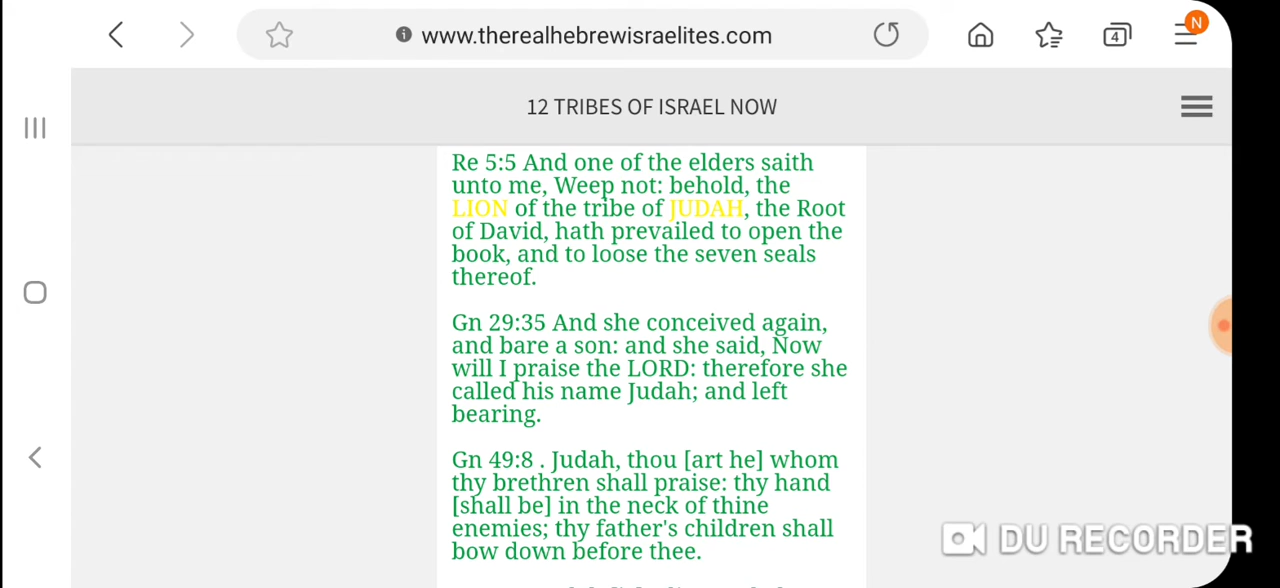 www.therealhebrewisraelites.com
4
N
12 TRIBES OF ISRAEL NOW
Re 5:5 And one of the elders saith
unto me, Weep not: behold, the
LION of the tribe of JUDAH, the Root
of David, hath prevailed to open the
book, and to loose the seven seals
thereof.
Gn 29:35 And she conceived again,
and bare a son: and she said, Now
will I praise the LORD: therefore she
called his name Judah; and left
bearing.
Gn 49:8 . Judah, thou [art he] whom
thy brethren shall praise: thy hand
[shall be] in the neck of thine
enemies; thy father's children shall
bow down before thee.
DU RECORDER